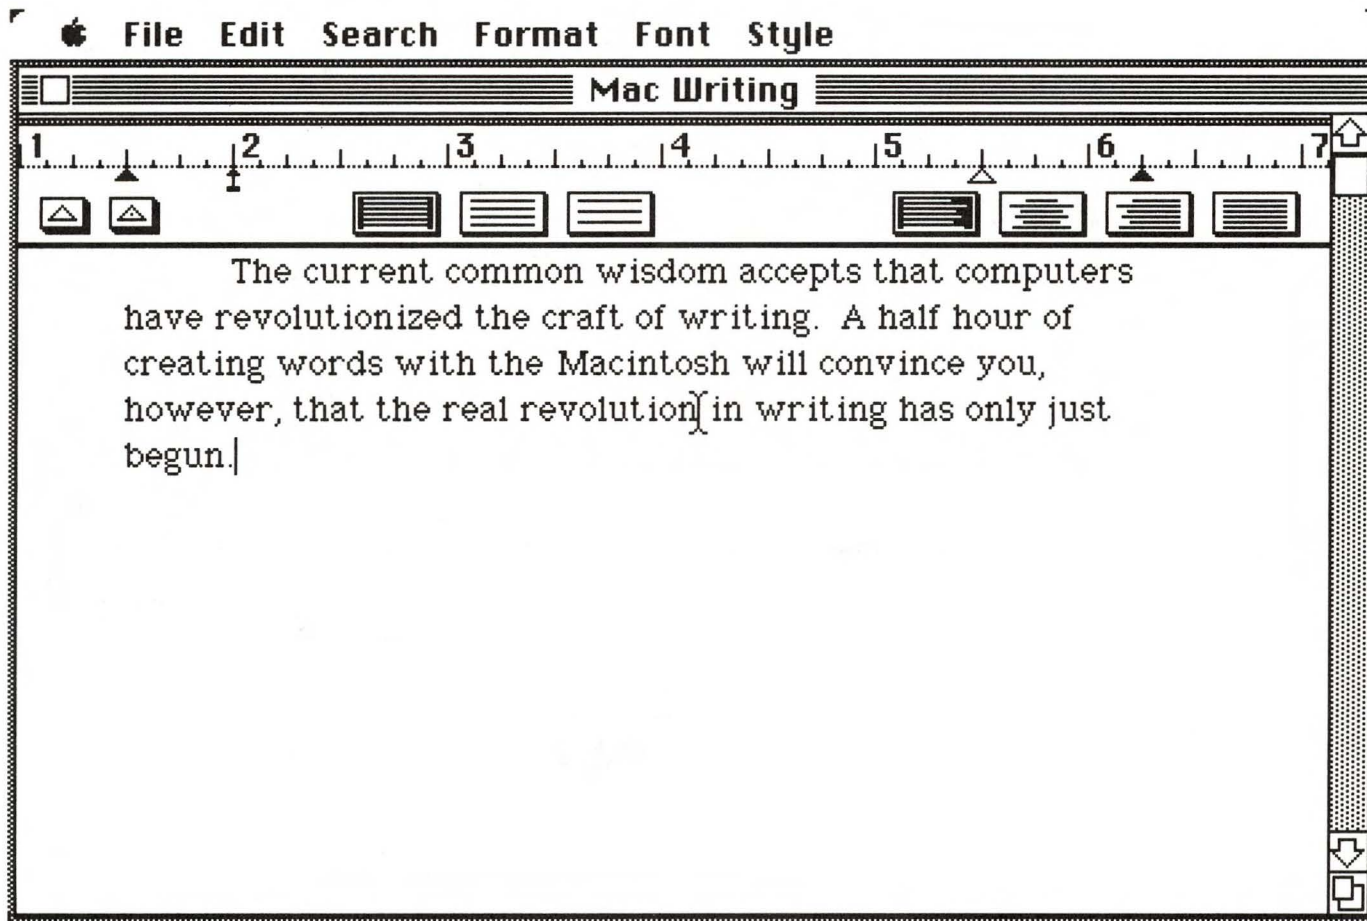 File Edit Search Format Font Style
Mac Writing
1 2 3 4 5 6 7
The current common wisdom accepts that computers
have revolutionized the craft of writing.  A half hour of
creating words with the Macintosh will convince you,
however, that the real revolution in writing has only just
begun.